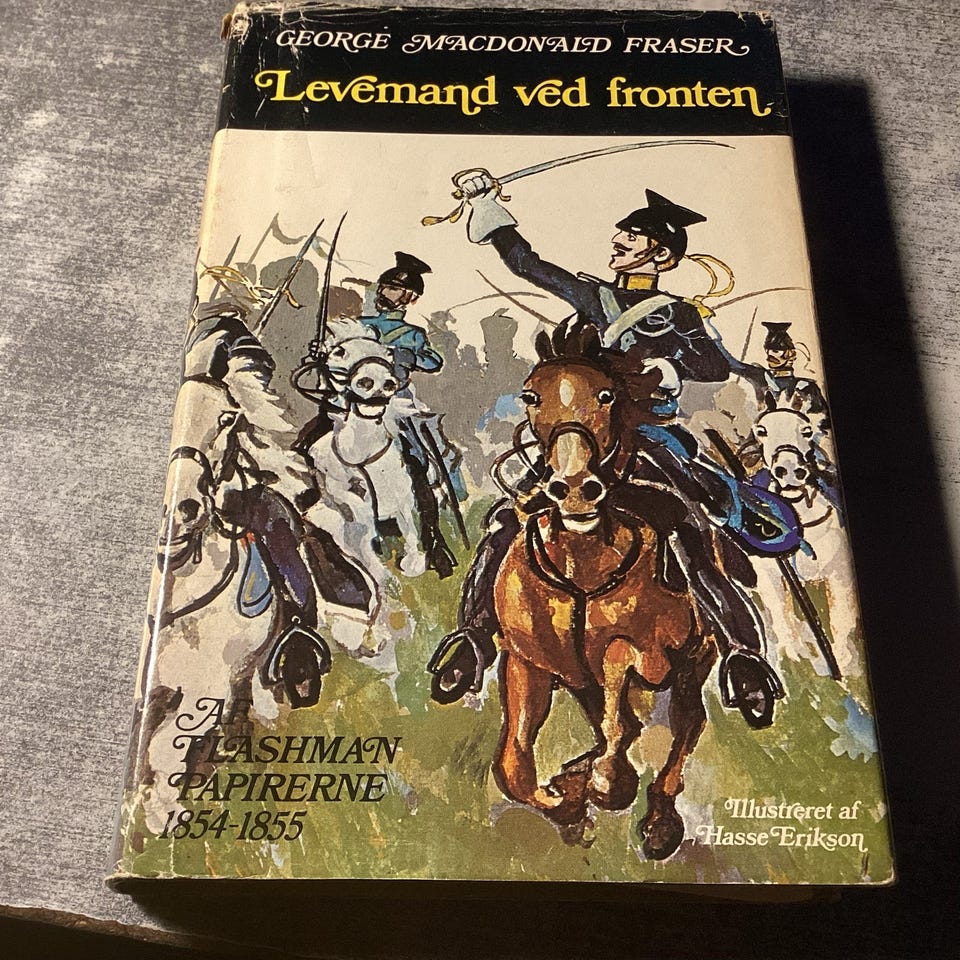 GEORGE MACDONALD FRASER
Levemand ved fronten
AF
FLASHMAN
PAPIRERNE
1854-1855
Illustreret af
Hasse Erikson